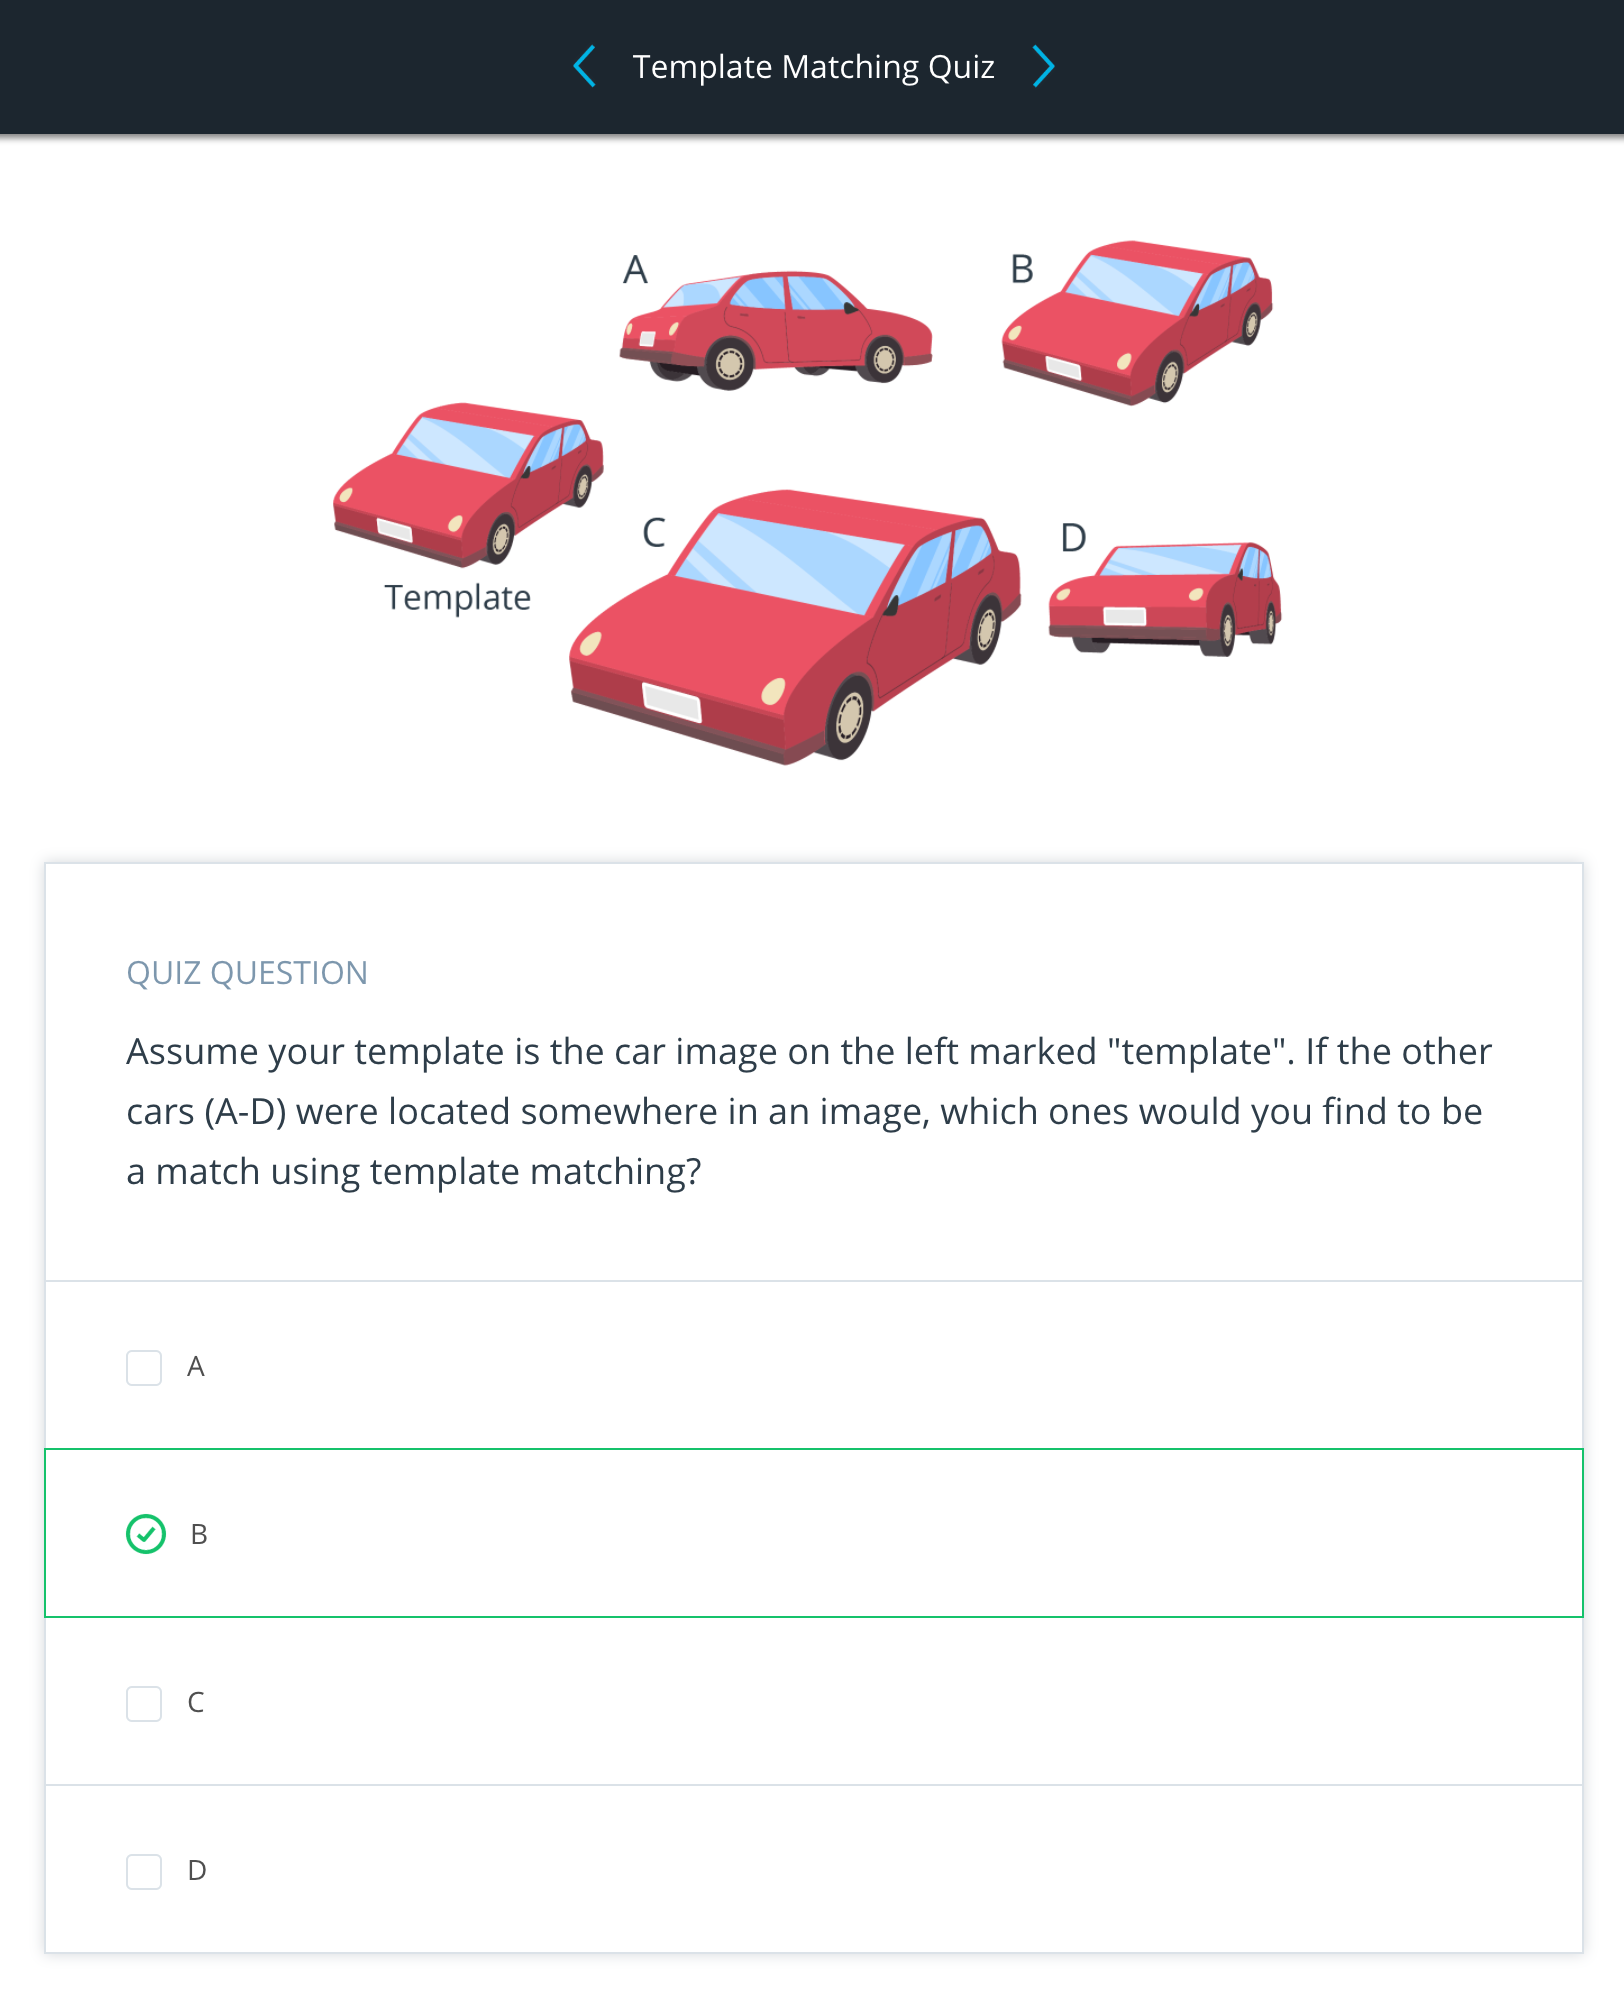 Template Matching Quiz
A
B
Template
C
D
QUIZ QUESTION
Assume your template is the car image on the left marked "template". If the other
cars (A-D) were located somewhere in an image, which ones would you find to be
a match using template matching?
A
B
C
D